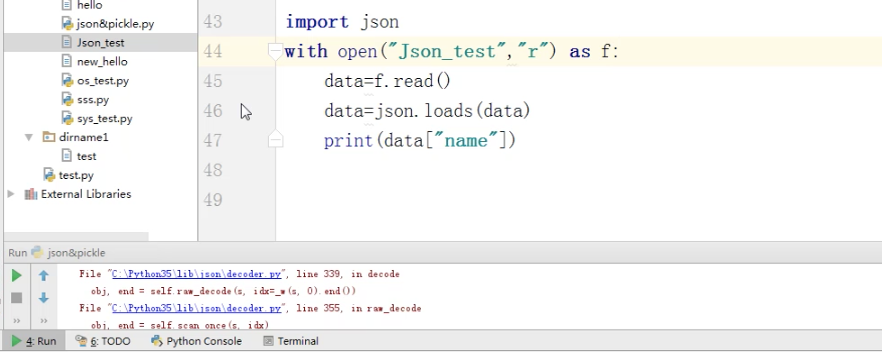 hello
json&pickle.py
Json_test
new_hello
os_test.py
sss.py
sys_test.py
dirname1
test
test.py
External Libraries
43 import json
44 with open("Json_test","r") as f:
45 data=f.read()
46 data=json.loads(data)
47 print(data["name"])
48
49
Run json&pickle
File "C:\Python35\lib\json\decoder.py", line 339, in decode
obj, end = self.raw_decode(s, idx=_w(s, 0).end())
File "C:\Python35\lib\json\decoder.py", line 355, in raw_decode
obj, end = self.scan_once(s, idx)
4: Run 6: TODO Python Console Terminal